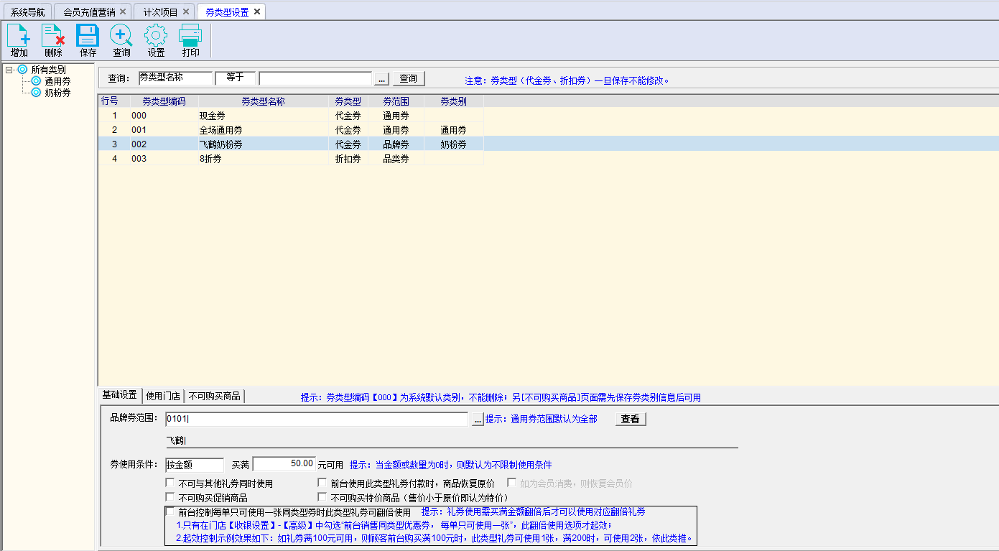 系统导航 会员充值营销 计次项目 券类型设置
增加 删除 保存 查询 设置 打印
所有类别
通用券
奶粉券
查询： 券类型名称 等于 ... 查询 注意：券类型（代金券、折扣券）一旦保存不能修改。
行号 券类型编码 券类型名称 券类型 券范围 券类别
1 000 现金券 代金券 通用券
2 001 全场通用券 代金券 通用券 通用券
3 002 飞鹤奶粉券 代金券 品牌券 奶粉券
4 003 8折券 折扣券 品类券
基础设置 使用门店 不可购买商品 提示：券类型编码【000】为系统默认类别，不能删除；另[不可购买商品]页面需先保存券类别信息后可用
品牌券范围： 0101| ... 提示：通用券范围默认为全部 查看
飞鹤|
券使用条件： 按金额 买满 50.00 元可用 提示：当金额或数量为0时，则默认为不限制使用条件
不可与其他礼券同时使用 前台使用此类型礼券付款时，商品恢复原价 如为会员消费，则恢复会员价
不可购买促销商品 不可购买特价商品（售价小于原价即认为特价）
前台控制每单只可使用一张同类型券时此类型礼券可翻倍使用 提示：礼券使用需买满金额翻倍后才可以使用对应翻倍礼券
1.只有在门店【收银设置】-【高级】中勾选“前台销售同类型优惠券，每单只可使用一张”，此翻倍使用选项才起效；
2.起效控制示例效果如下：如礼券满100元可用，则顾客前台购买满100元时，此类型礼券可使用1张，满200时，可使用2张，依此类推。